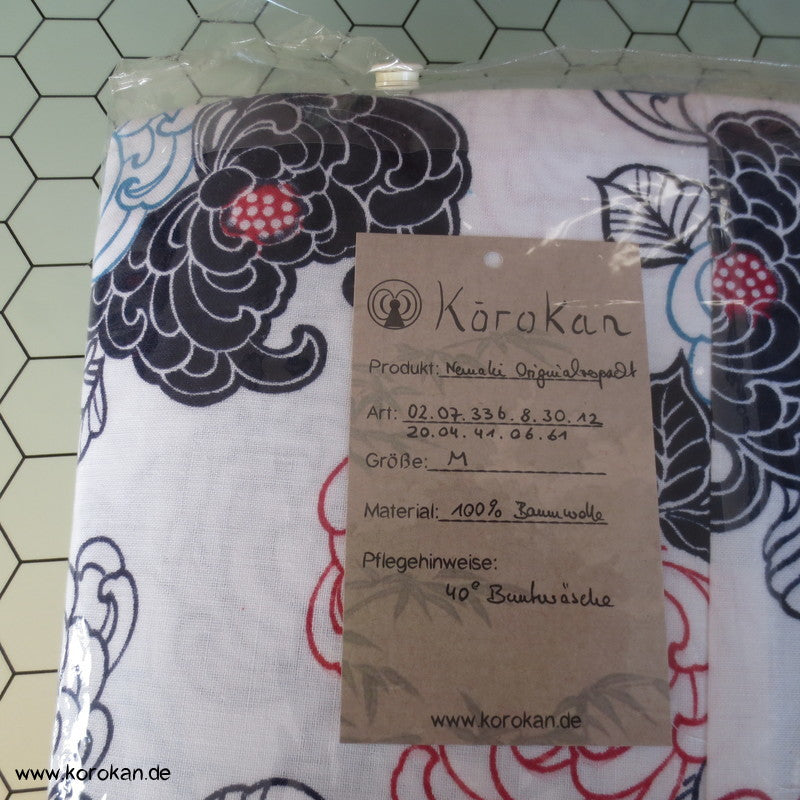 Kōrokan
Produkt: Nemaki Originalverpackt
Art: 02.07.336.8.30.12
20.04.41.06.61
Größe: M
Material: 100% Baumwolle
Pflegehinweise:
40° Buntwäsche
www.korokan.de
www.korokan.de